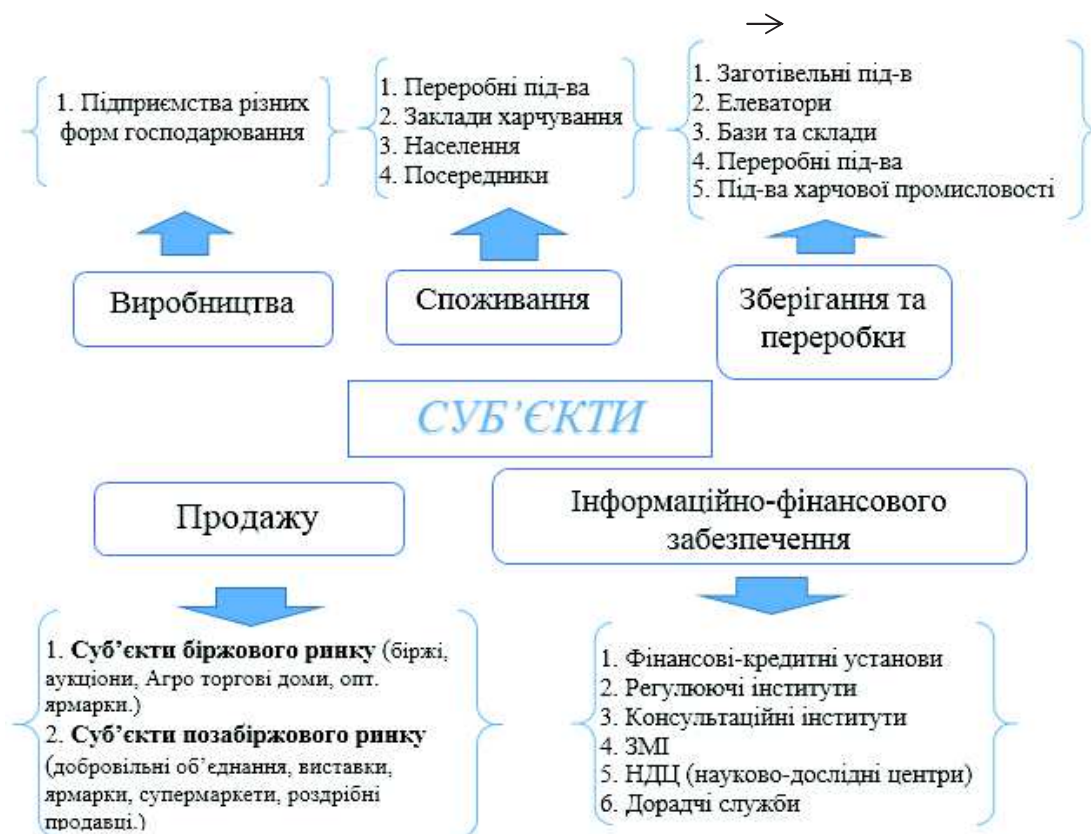 1. Підприємства різних
форм господарювання
1. Переробні під-ва
2. Заклади харчування
3. Населення
4. Посередники
1. Заготівельні під-в
2. Елеватори
3. Бази та склади
4. Переробні під-ва
5. Під-ва харчової промисловості
Виробництва
Споживання
Зберігання та
переробки
СУБ’ЄКТИ
Продажу
Інформаційно-фінансового
забезпечення
1. Суб’єкти біржового ринку (біржі,
аукціони, Агро торгові доми, опт.
ярмарки.)
2. Суб’єкти позабіржового ринку
(добровільні об’єднання, виставки,
ярмарки, супермаркети, роздрібні
продавці.)
1. Фінансові-кредитні установи
2. Регулюючі інститути
3. Консультаційні інститути
4. ЗМІ
5. НДЦ (науково-дослідні центри)
6. Дорадчі служби